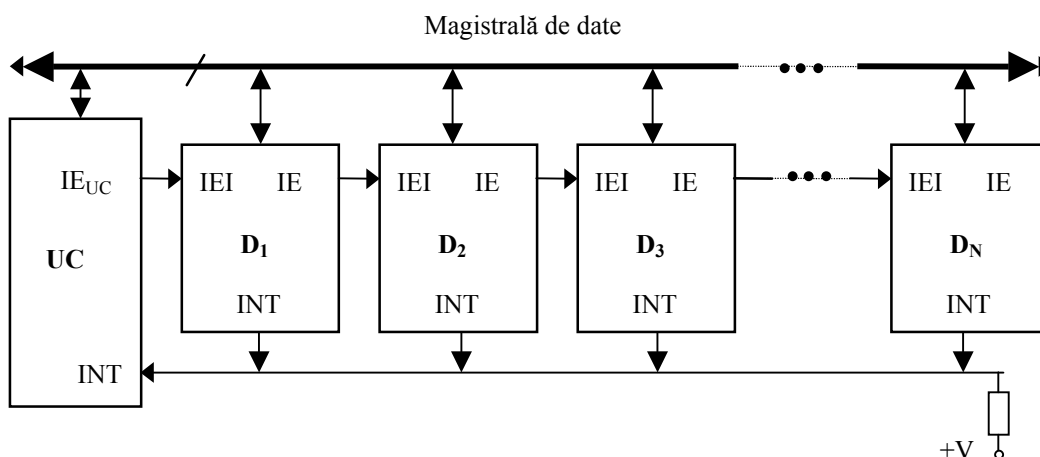 Magistrală de date
IE_UC IEI IE IEI IE IEI IE IEI IE
UC D₁ D₂ D₃ D_N
INT INT INT INT
INT
+V